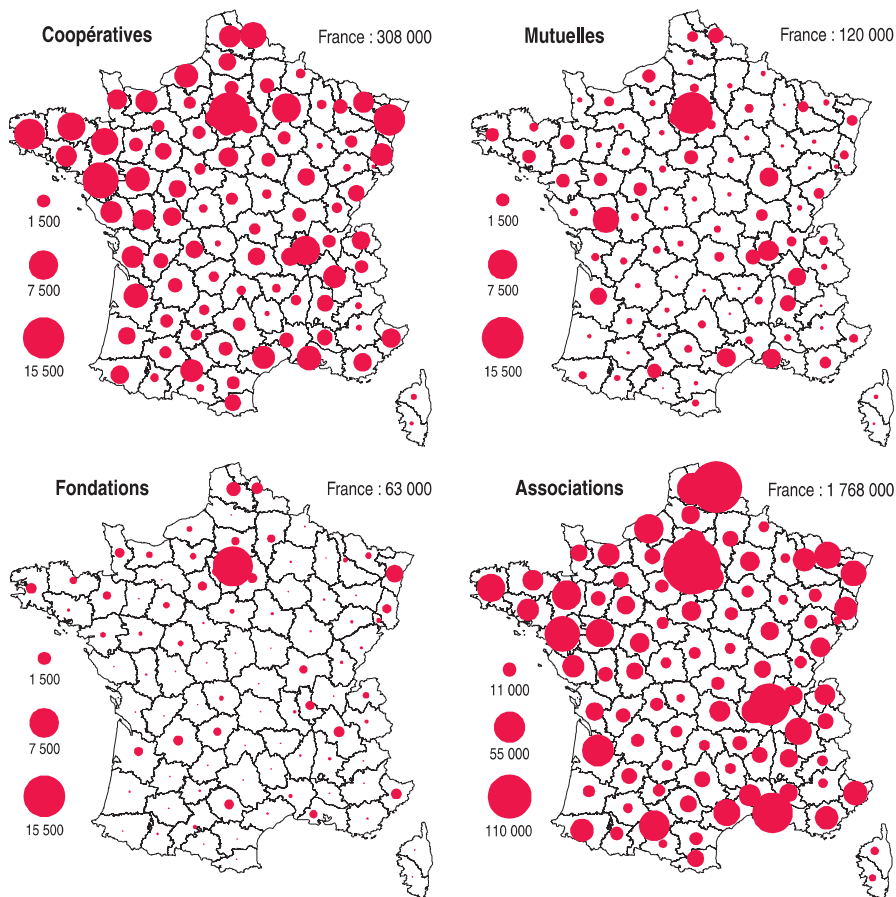 Coopératives
France : 308 000
1 500
7 500
15 500
Mutuelles
France : 120 000
1 500
7 500
15 500
Fondations
France : 63 000
1 500
7 500
15 500
Associations
France : 1 768 000
11 000
55 000
110 000